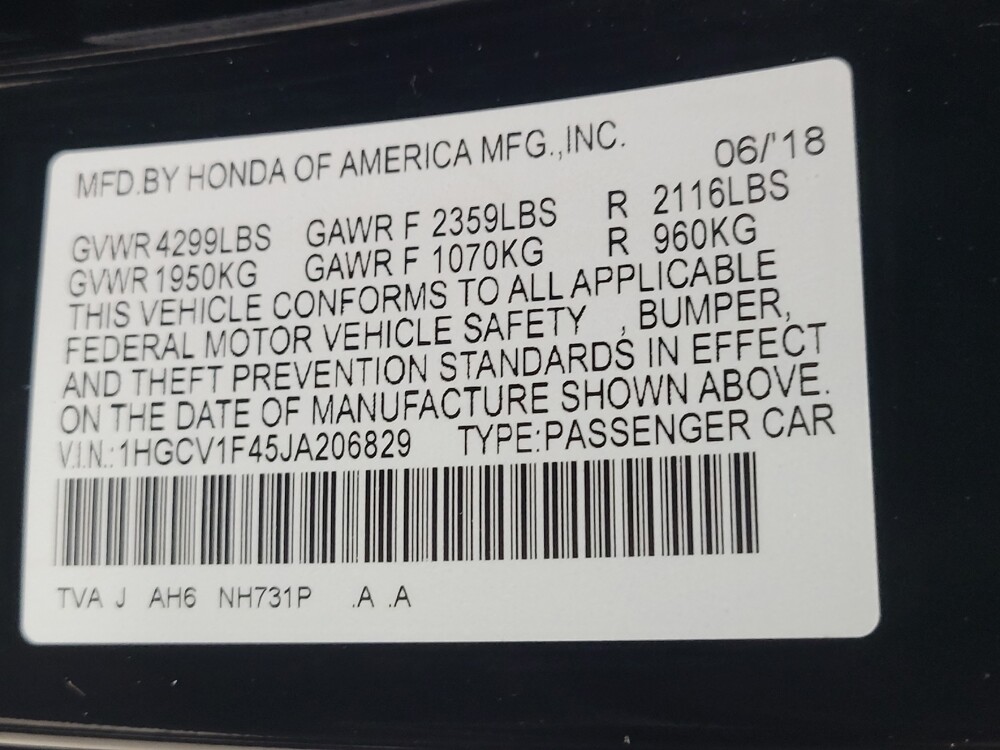 MFD.BY HONDA OF AMERICA MFG.,INC. 06/'18
GVWR 4299LBS GAWR F 2359LBS R 2116LBS
GVWR 1950KG GAWR F 1070KG R 960KG
THIS VEHICLE CONFORMS TO ALL APPLICABLE
FEDERAL MOTOR VEHICLE SAFETY , BUMPER,
AND THEFT PREVENTION STANDARDS IN EFFECT
ON THE DATE OF MANUFACTURE SHOWN ABOVE.
V.I.N.:1HGCV1F45JA206829 TYPE:PASSENGER CAR
TVA J AH6 NH731P .A .A